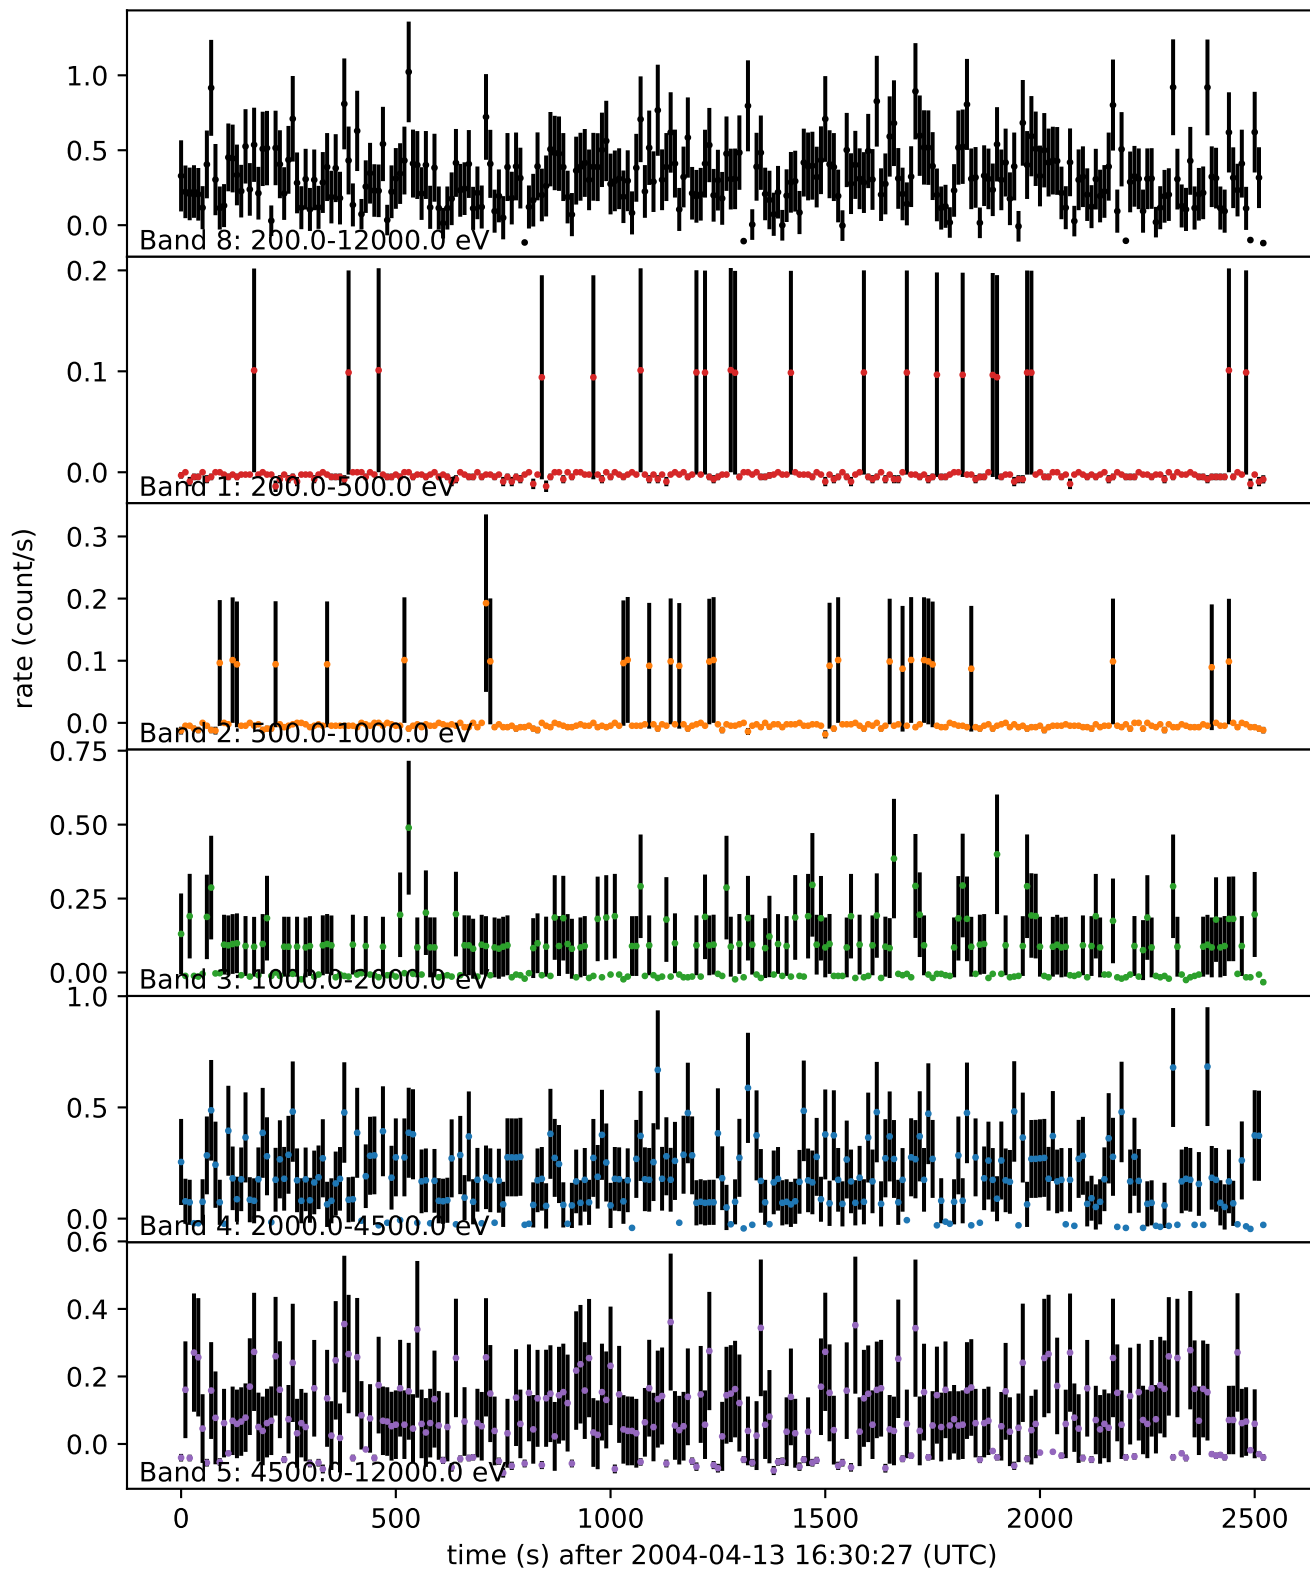 1.0
0.5
0.0
Band 8: 200.0-12000.0 eV
0.2
0.1
0.0
Band 1: 200.0-500.0 eV
0.3
0.2
0.1
0.0
Band 2: 500.0-1000.0 eV
rate (count/s)
0.75
0.50
0.25
0.00
Band 3: 1000.0-2000.0 eV
1.0
0.5
0.0
Band 4: 2000.0-4500.0 eV
0.6
0.4
0.2
0.0
Band 5: 4500.0-12000.0 eV
0 500 1000 1500 2000 2500
time (s) after 2004-04-13 16:30:27 (UTC)